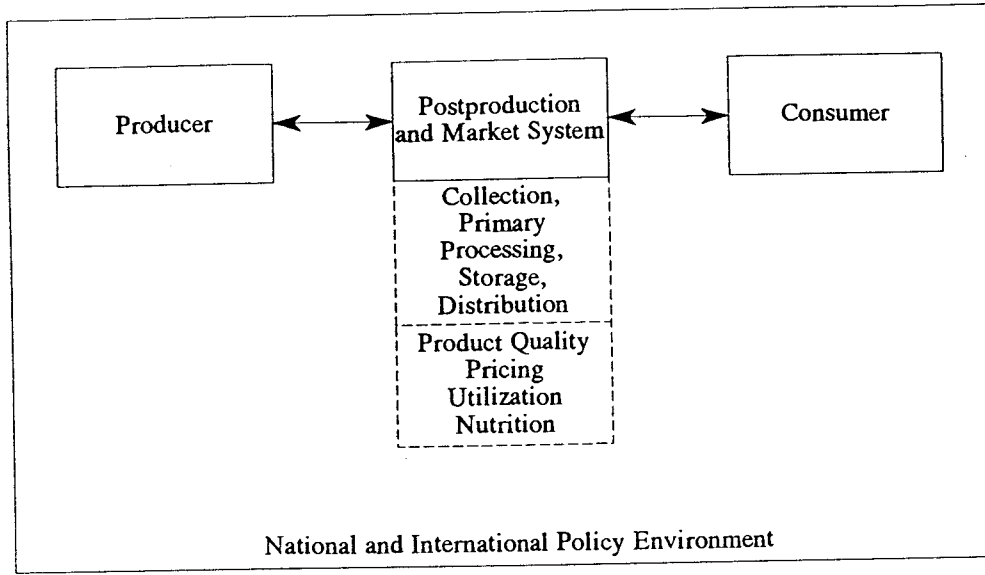 Producer
Postproduction
and Market System
Consumer
Collection,
Primary
Processing,
Storage,
Distribution
Product Quality
Pricing
Utilization
Nutrition
National and International Policy Environment